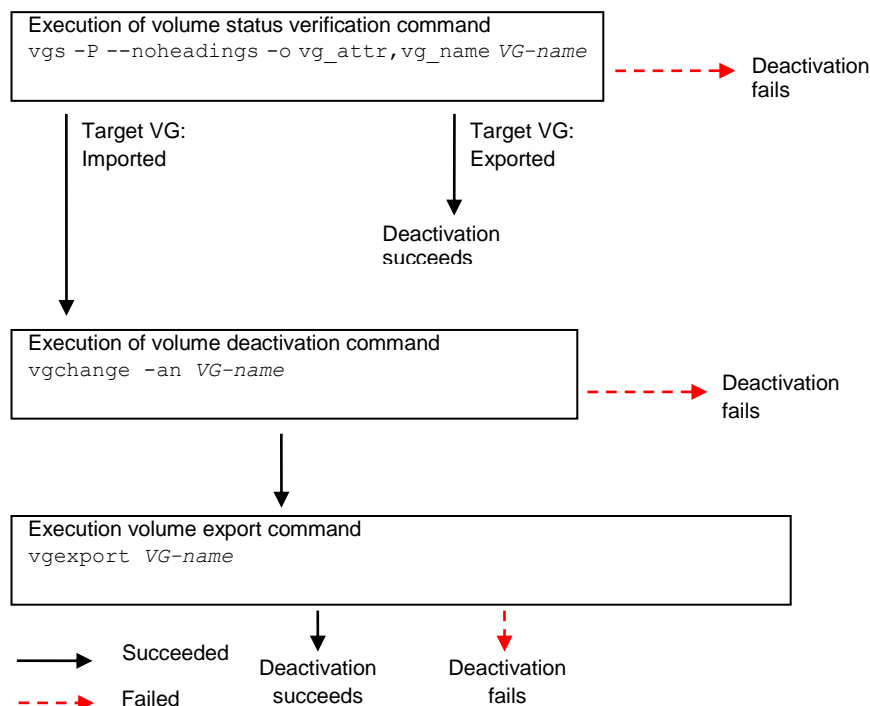 Execution of volume status verification command
vgs -P --noheadings -o vg_attr,vg_name VG-name
Deactivation
fails
Target VG:
Imported
Target VG:
Exported
Deactivation
succeeds
Execution of volume deactivation command
vgchange -an VG-name
Deactivation
fails
Execution volume export command
vgexport VG-name
Succeeded
Failed
Deactivation
succeeds
Deactivation
fails